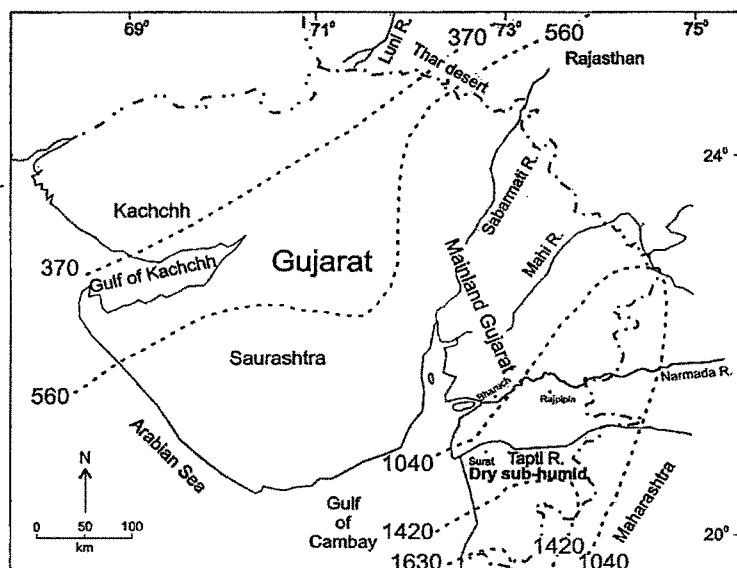 69°
71°
73°
75°
370
560
Luni R.
Thar desert
Rajasthan
24°
Sabarmati R.
Kachchh
Mahi R.
370
Gulf of Kachchh
Gujarat
Mainland Gujarat
Saurashtra
560
Bharuch
Narmada R.
Rajpipla
Arabian Sea
N
1040
Surat
Tapti R.
Dry sub-humid
Maharashtra
0 50 100
km
Gulf
of
Cambay
1420
20°
1630
1420
1040